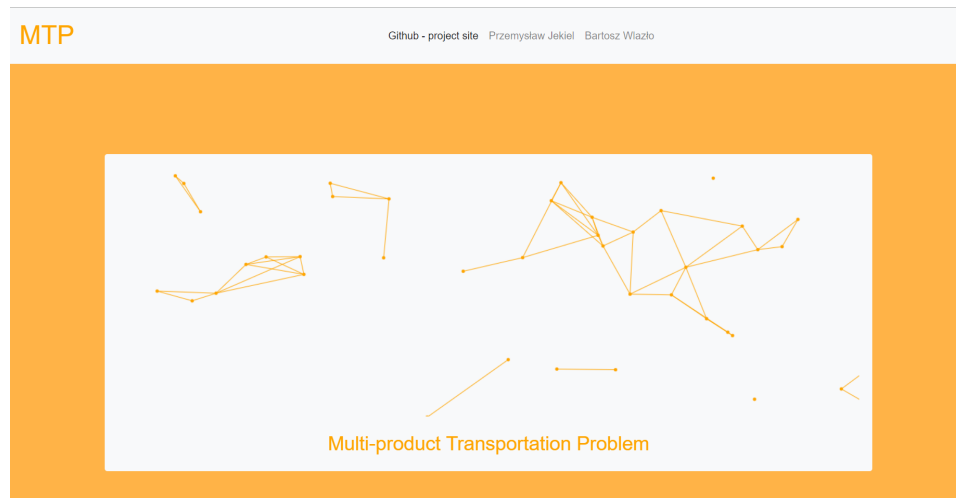 MTP
Github - project site Przemysław Jekiel Bartosz Wlazło
Multi-product Transportation Problem